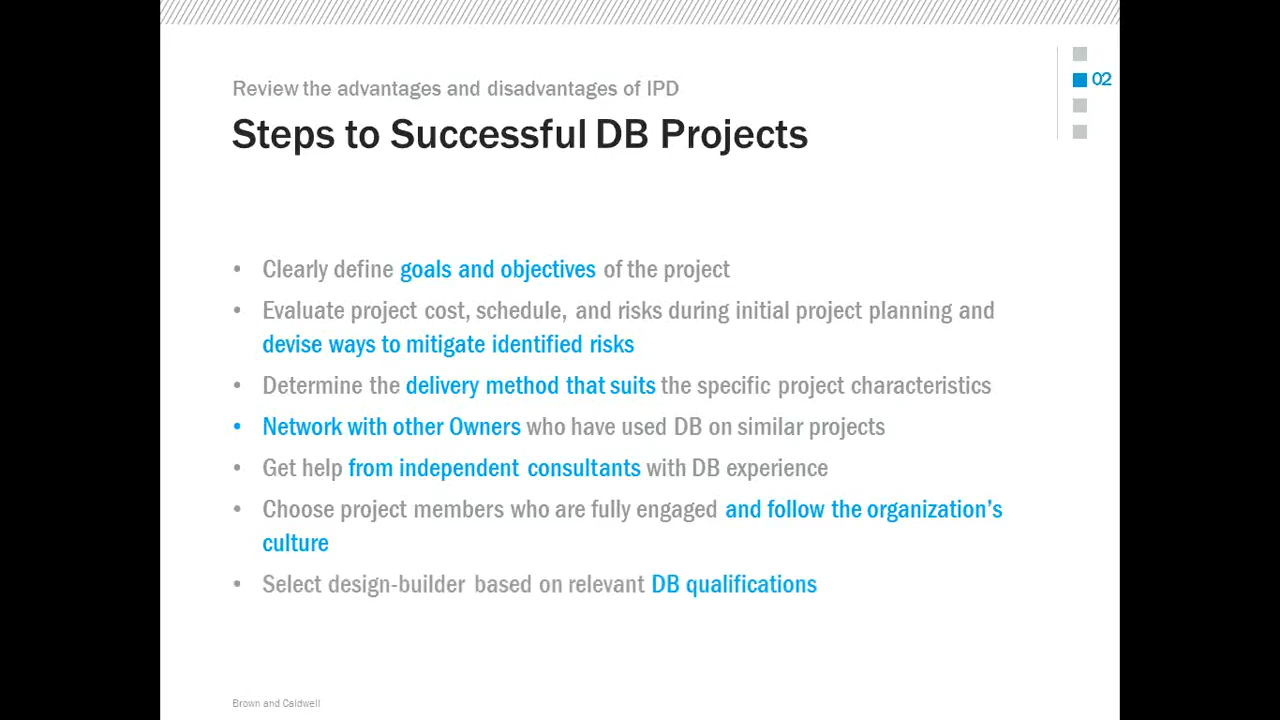 Review the advantages and disadvantages of IPD
02
Steps to Successful DB Projects
• Clearly define goals and objectives of the project
• Evaluate project cost, schedule, and risks during initial project planning and
devise ways to mitigate identified risks
• Determine the delivery method that suits the specific project characteristics
• Network with other Owners who have used DB on similar projects
• Get help from independent consultants with DB experience
• Choose project members who are fully engaged and follow the organization’s
culture
• Select design-builder based on relevant DB qualifications
Brown and Caldwell